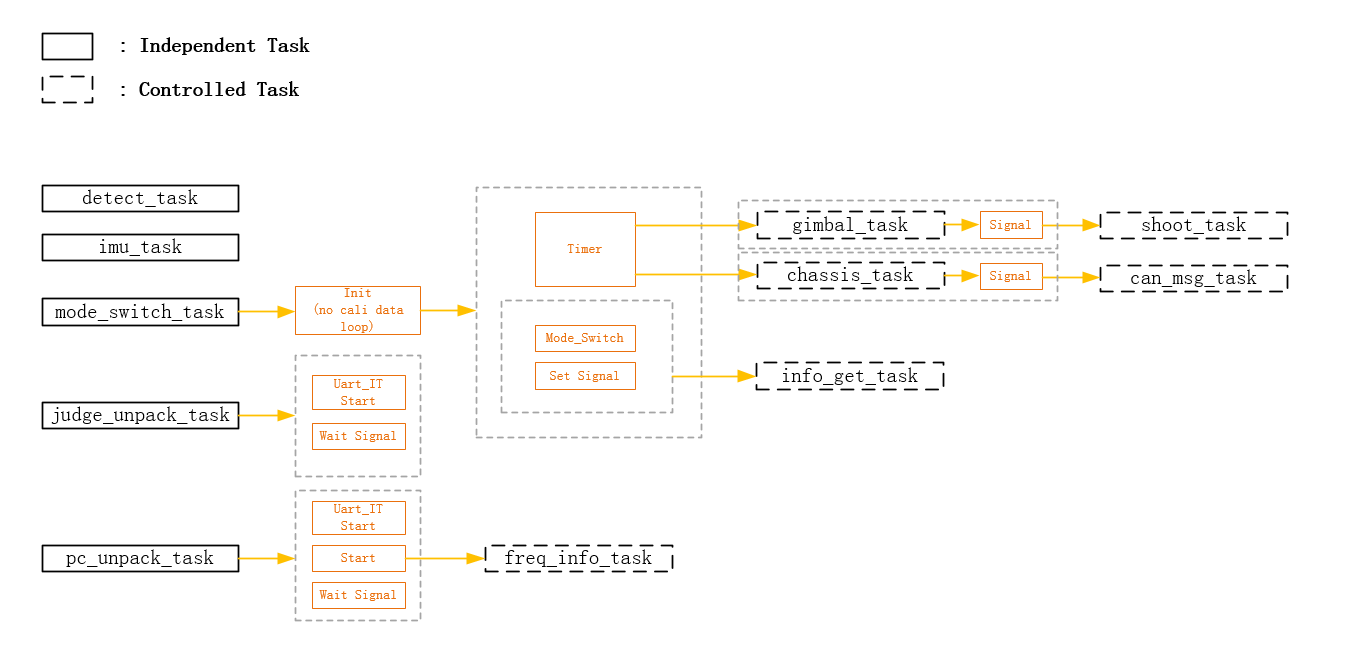 : Independent Task
: Controlled Task
detect_task
imu_task
mode_switch_task
Init
(no cali data
loop)
Timer
Mode_Switch
Set Signal
gimbal_task
Signal
shoot_task
chassis_task
Signal
can_msg_task
info_get_task
judge_unpack_task
Uart_IT
Start
Wait Signal
pc_unpack_task
Uart_IT
Start
Start
Wait Signal
freq_info_task